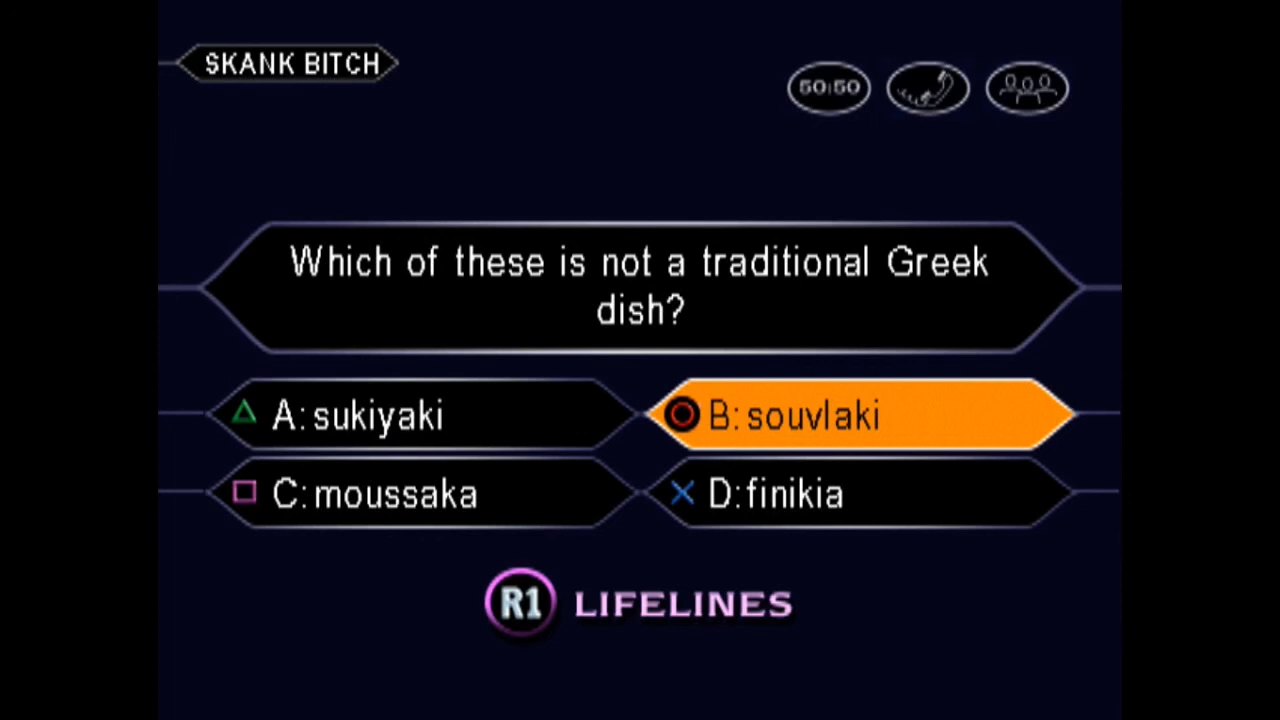 SKANK BITCH
50:50
Which of these is not a traditional Greek
dish?
A: sukiyaki
B: souvlaki
C: moussaka
D: finikia
R1 LIFELINES